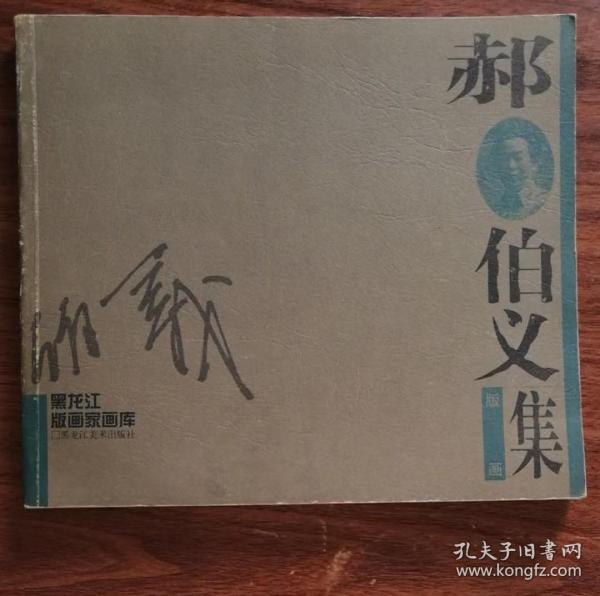 郝伯义
版画
集
黑龙江
版画家画库
黑龙江美术出版社
孔夫子旧书网
www.kongfz.com